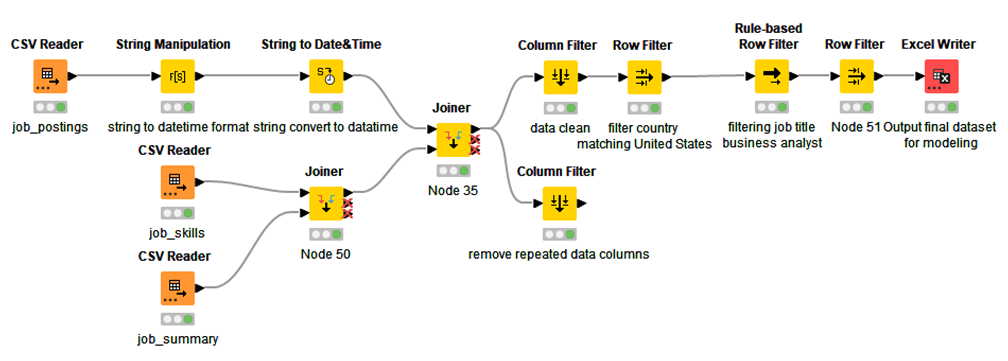 Rule-based
CSV Reader String Manipulation String to Date&Time Column Filter Row Filter Row Filter Row Filter Excel Writer
S
F[S]
Joiner
job_postings string to datetime format string convert to datatime data clean filter country filtering job title Node 51 Output final dataset
matching United States business analyst for modeling
CSV Reader
Joiner Column Filter
Node 35
job_skills
Node 50 remove repeated data columns
CSV Reader
job_summary